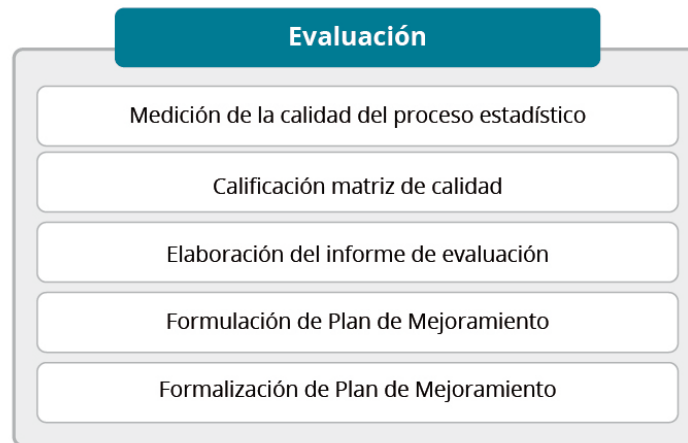 Evaluación
Medición de la calidad del proceso estadístico
Calificación matriz de calidad
Elaboración del informe de evaluación
Formulación de Plan de Mejoramiento
Formalización de Plan de Mejoramiento